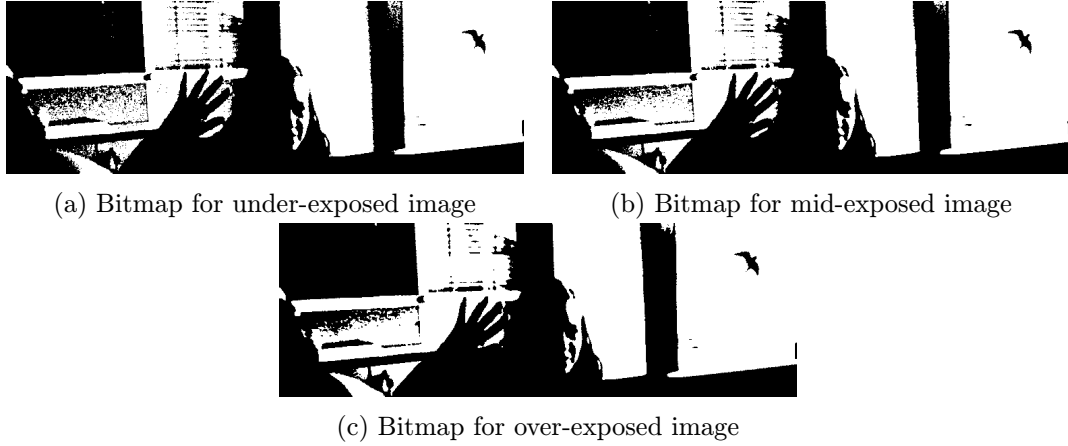 (a) Bitmap for under-exposed image
(b) Bitmap for mid-exposed image
(c) Bitmap for over-exposed image